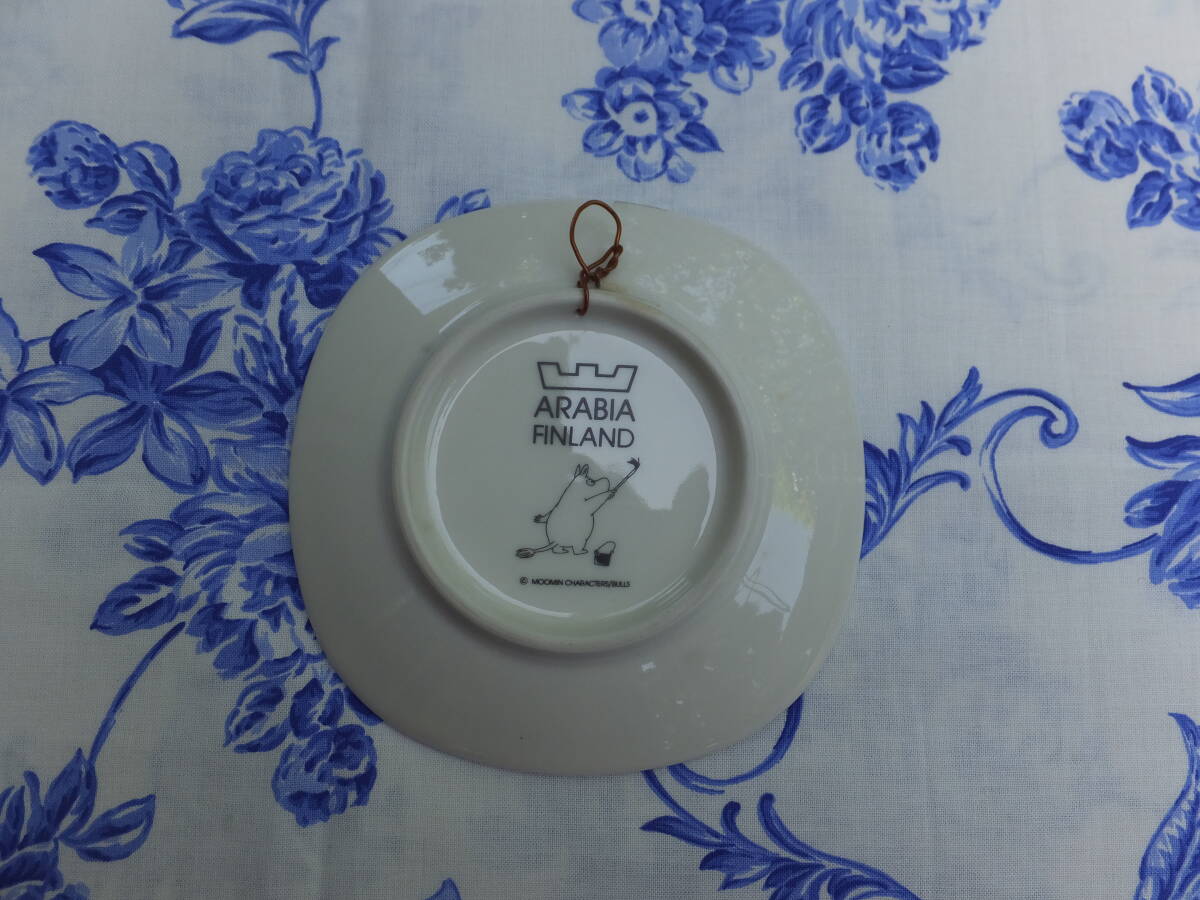 ARABIA
FINLAND
© MOOMIN CHARACTERS/BULLS